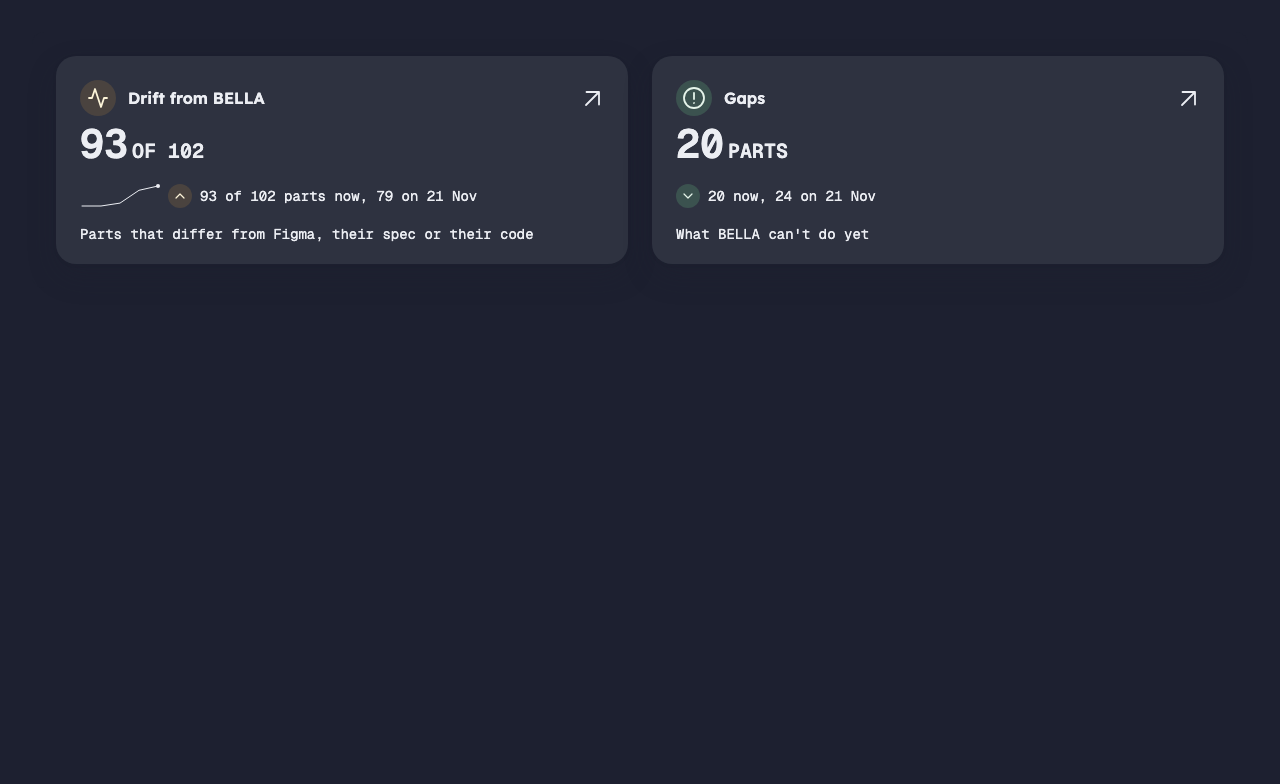 Drift from BELLA
93 OF 102
93 of 102 parts now, 79 on 21 Nov
Parts that differ from Figma, their spec or their code
Gaps
20 PARTS
20 now, 24 on 21 Nov
What BELLA can't do yet